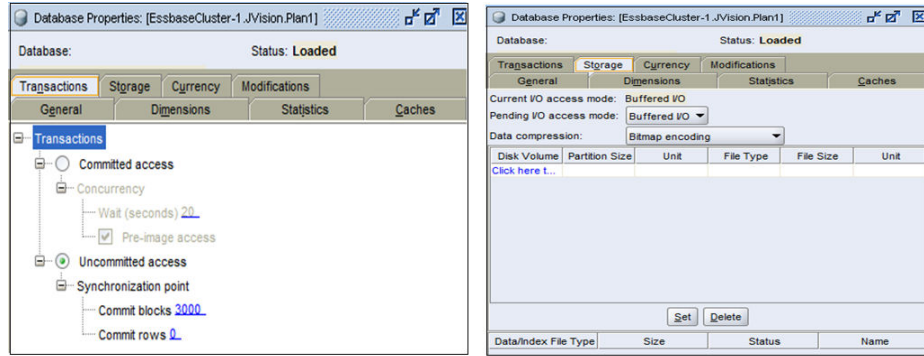 Database Properties: [EssbaseCluster-1.JVision.Plan1]
Database: Status: Loaded
Transactions Storage Currency Modifications
General Dimensions Statistics Caches
Transactions
Committed access
Concurrency
Wait (seconds) 20
Pre-image access
Uncommitted access
Synchronization point
Commit blocks 3000
Commit rows 0
Database Properties: [EssbaseCluster-1.JVision.Plan1]
Database: Status: Loaded
Transactions Storage Currency Modifications
General Dimensions Statistics Caches
Current I/O access mode: Buffered I/O
Pending I/O access mode: Buffered I/O
Data compression: Bitmap encoding
Disk Volume Partition Size Unit File Type File Size Unit
Click here t...
Set Delete
Data/Index File Type Size Status Name